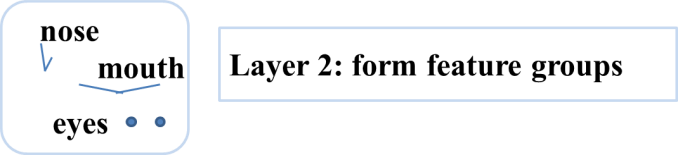 nose
mouth
eyes
Layer 2: form feature groups